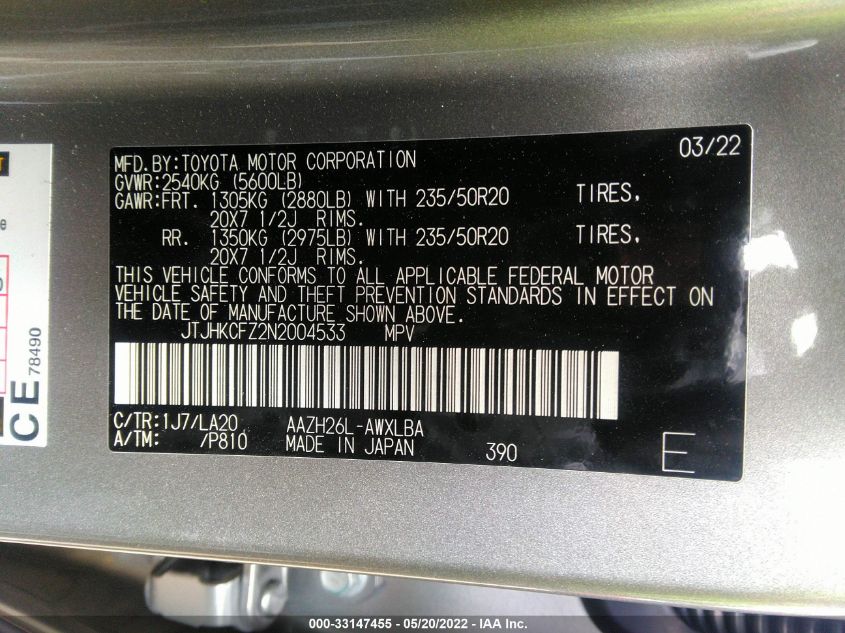 MFD.BY:TOYOTA MOTOR CORPORATION 03/22
GVWR:2540KG (5600LB)
GAWR:FRT. 1305KG (2880LB) WITH 235/50R20 TIRES,
20X7 1/2J RIMS.
RR. 1350KG (2975LB) WITH 235/50R20 TIRES,
20X7 1/2J RIMS.
THIS VEHICLE CONFORMS TO ALL APPLICABLE FEDERAL MOTOR
VEHICLE SAFETY AND THEFT PREVENTION STANDARDS IN EFFECT ON
THE DATE OF MANUFACTURE SHOWN ABOVE.
JTJHKCFZ2N2004533 MPV
C/TR:1J7/LA20 AAZH26L-AWXLBA
A/TM: /P810 MADE IN JAPAN 390
E
CE 78490
000-33147455 - 05/20/2022 - IAA Inc.